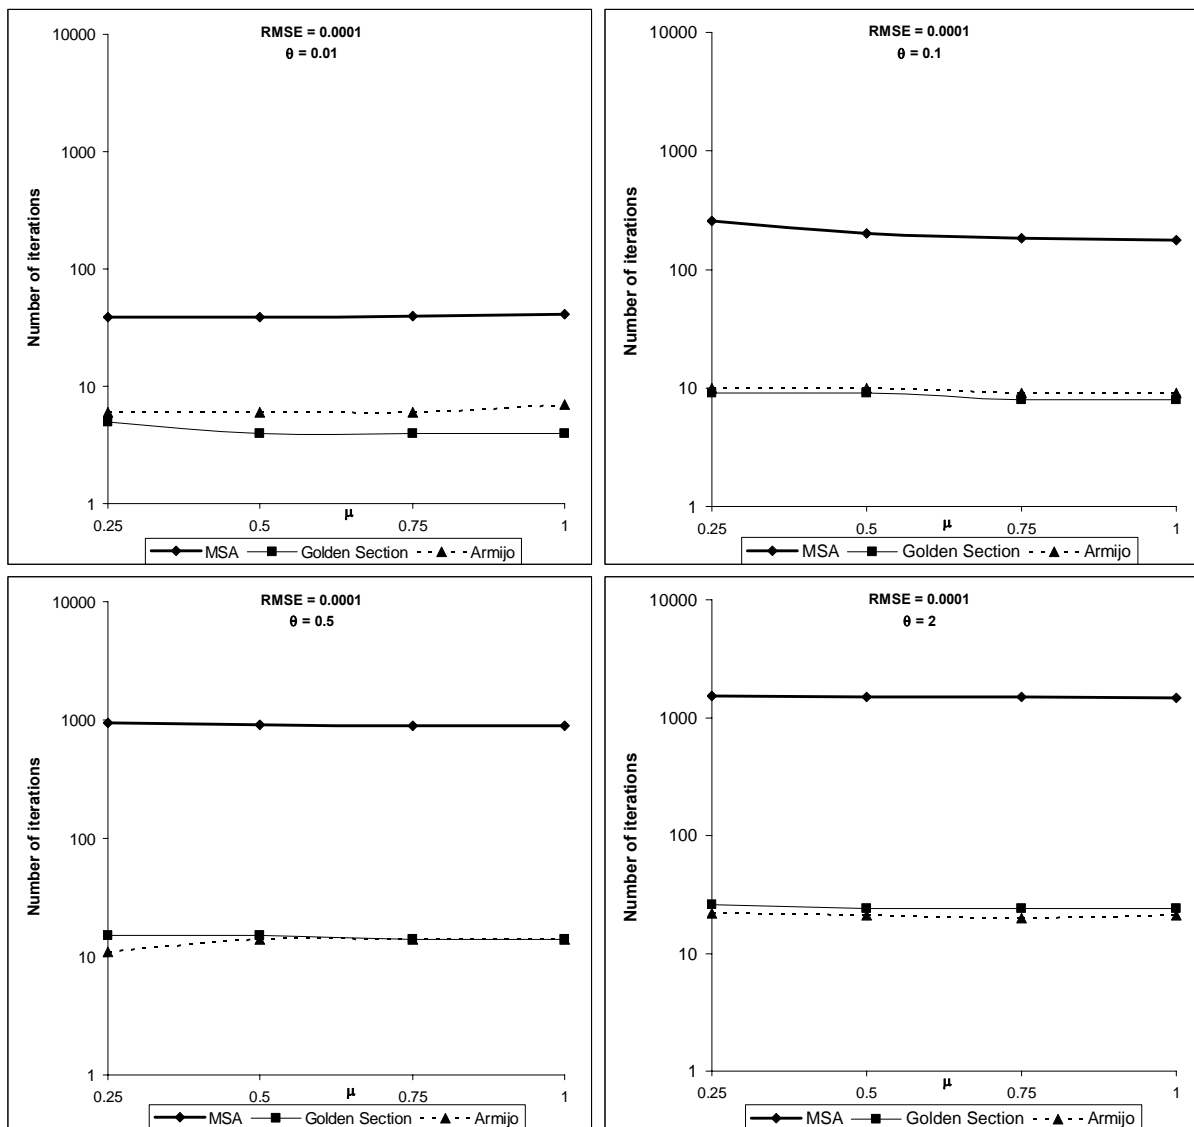 RMSE = 0.0001
θ = 0.01
Number of iterations
10000
1000
100
10
1
0.25 0.5 0.75 1
μ
MSA Golden Section Armijo
RMSE = 0.0001
θ = 0.1
Number of iterations
10000
1000
100
10
1
0.25 0.5 0.75 1
μ
MSA Golden Section Armijo
RMSE = 0.0001
θ = 0.5
Number of iterations
10000
1000
100
10
1
0.25 0.5 0.75 1
μ
MSA Golden Section Armijo
RMSE = 0.0001
θ = 2
Number of iterations
10000
1000
100
10
1
0.25 0.5 0.75 1
μ
MSA Golden Section Armijo